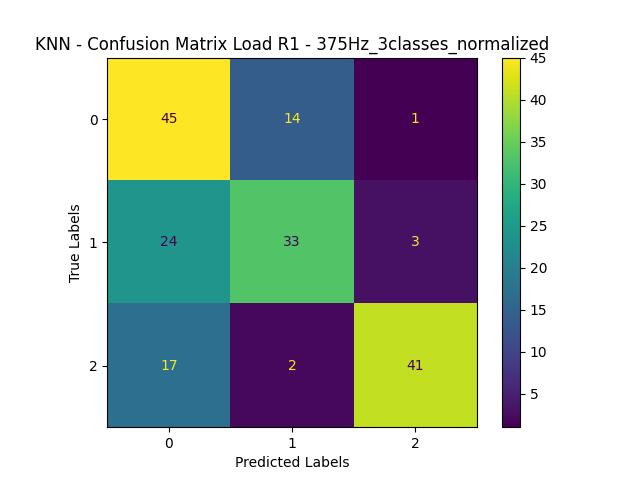 KNN - Confusion Matrix Load R1 - 375Hz_3classes_normalized
0 45 14 1
1 24 33 3
2 17 2 41
0 1 2
Predicted Labels
True Labels
45
40
35
30
25
20
15
10
5